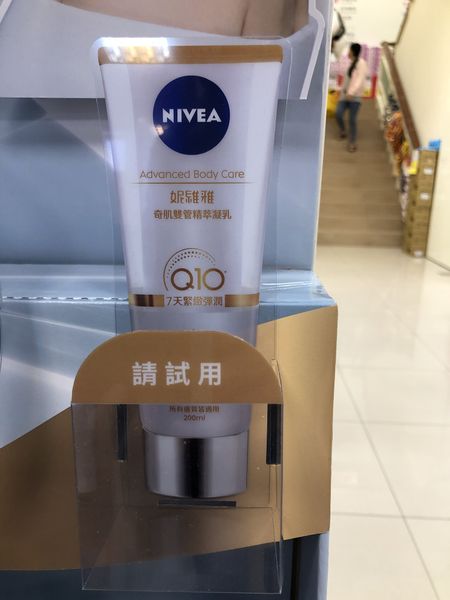 NIVEA
Advanced Body Care
妮維雅
奇肌雙管精萃凝乳
Q10
7天緊緻彈潤
請試用
所有膚質皆適用
200ml